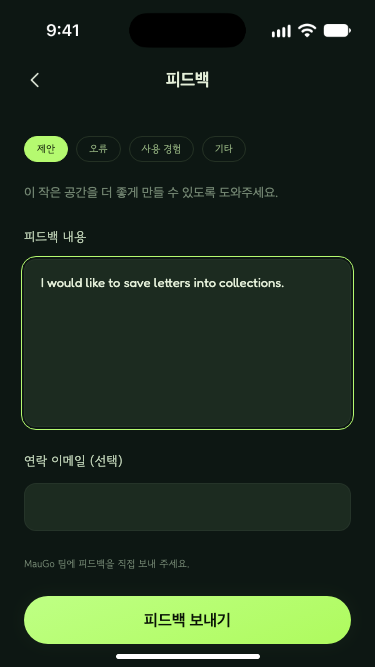 9:41
피드백
제안 오류 사용 경험 기타
이 작은 공간을 더 좋게 만들 수 있도록 도와주세요.
피드백 내용
I would like to save letters into collections.
연락 이메일 (선택)
MauGo 팀에 피드백을 직접 보내 주세요.
피드백 보내기